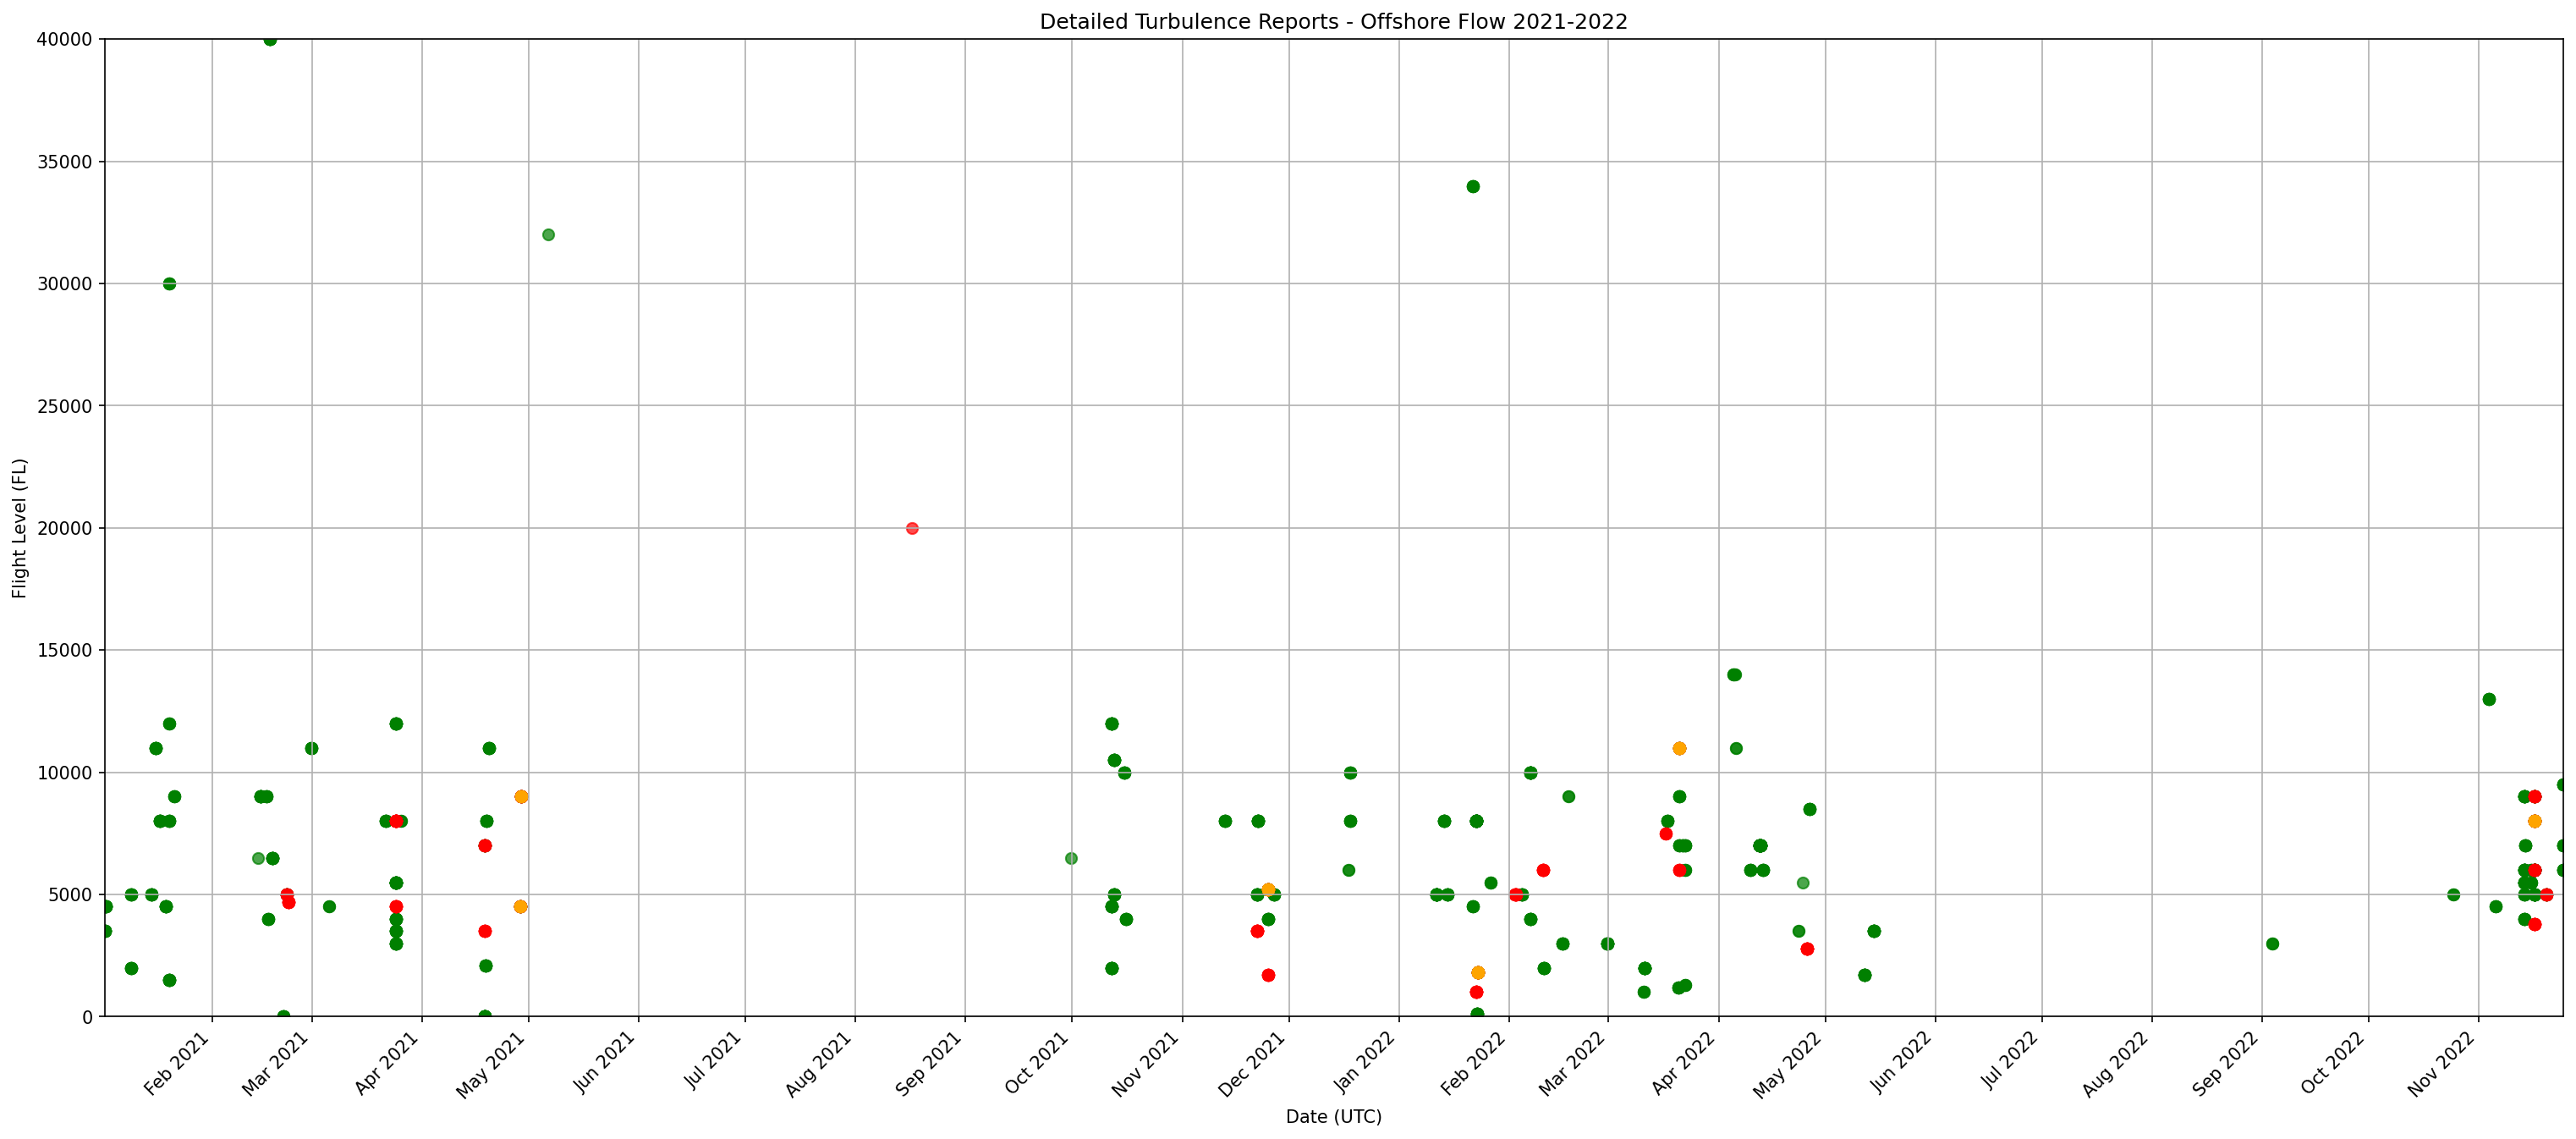 Detailed Turbulence Reports - Offshore Flow 2021-2022
40000
35000
30000
25000
20000
15000
10000
5000
0
Flight Level (FL)
Feb 2021
Mar 2021
Apr 2021
May 2021
Jun 2021
Jul 2021
Aug 2021
Sep 2021
Oct 2021
Nov 2021
Dec 2021
Jan 2022
Feb 2022
Mar 2022
Apr 2022
May 2022
Jun 2022
Jul 2022
Aug 2022
Sep 2022
Oct 2022
Nov 2022
Date (UTC)